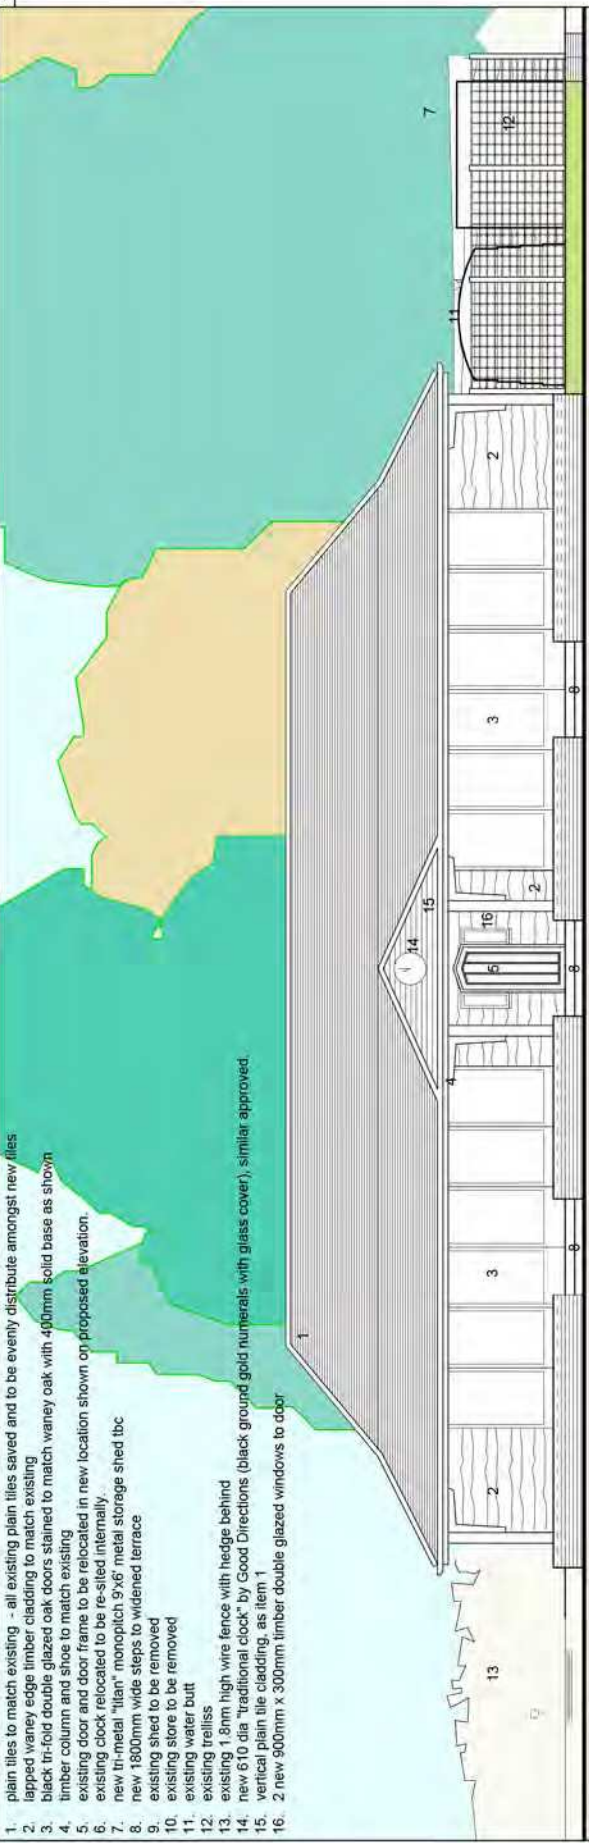 1. plain tiles to match existing - all existing plain tiles saved and to be evenly distribute amongst new tiles
2. lapped waney edge timber cladding to match existing
3. black tri-fold double glazed oak doors stained to match waney oak with 400mm solid base as shown
4. timber column and shoe to match existing
5. existing door and door frame to be relocated in new location shown on proposed elevation.
6. existing clock relocated to be re-sited internally.
7. new tri-metal "titan" monopitch 9'x6' metal storage shed tbc
8. new 1800mm wide steps to widened terrace
9. existing shed to be removed
10. existing store to be removed
11. existing water butt
12. existing trelliss
13. existing 1.8nm high wire fence with hedge behind
14. new 610 dia "traditional clock" by Good Directions (black ground gold numerals with glass cover), similar approved.
15. vertical plain tile cladding, as item 1
16. 2 new 900mm x 300mm timber double glazed windows to door
1
14
15
7
11
12
13
2
3
4
2
5
16
2
3
2
8
8
8